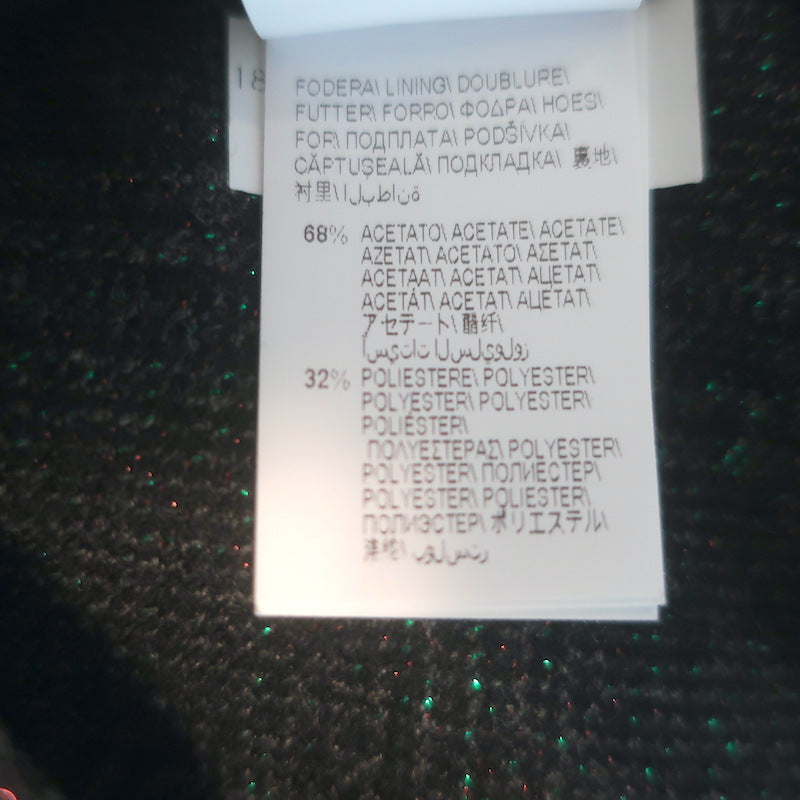 18
FODERA\ LINING\ DOUBLURE\
FUTTER\ FORRO\ ΦΟΔΡΑ\ HOES\
FOR\ ПОДПЛАТА\ PODŠÍVKA\
CĂPTUŞEALĂ\ ПОДКЛАДКА\ 裏地\
衬里\ البطانة
68% ACETATO\ ACETATE\ ACETATE\
AZETAT\ ACETATO\ ΑΣΕΤΑΤ\
ACETAAT\ ACETAT\ АЦЕТАТ\
ACETÁT\ ACETAT\ АЦЕТАТ\
アセテート\ 醋纤\
أسيتات السليولوز
32% POLIESTERE\ POLYESTER\
POLYESTER\ POLYESTER\
POLIÉSTER\
ΠΟΛΥΕΣΤΕΡΑΣ\ POLYESTER\
POLYESTER\ ПОЛИЕСТЕР\
POLYESTER\ POLIESTER\
ПОЛИЭСТЕР\ ポリエステル\
涤纶\ بوليستر